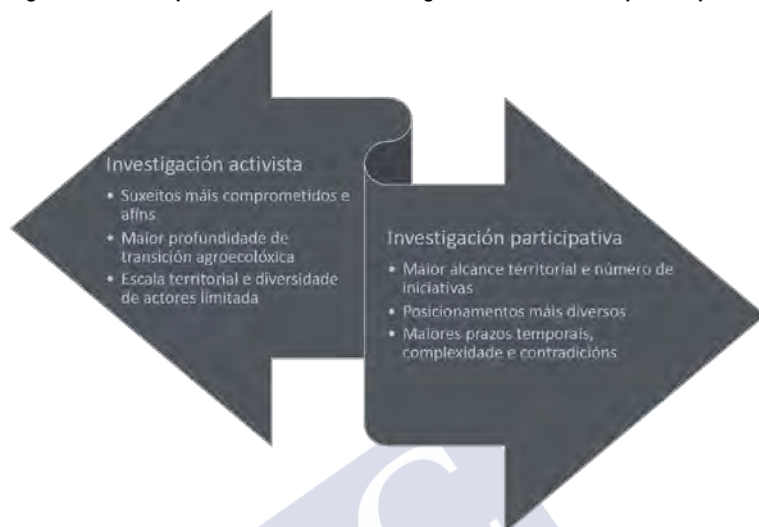 Investigación activista
• Suxeitos máis comprometidos e
afíns
• Maior profundidade de
transición agroecolóxica
• Escala territorial e diversidade
de actores limitada
Investigación participativa
• Maior alcance territorial e número de
iniciativas
• Posicionamentos máis diversos
• Maiores prazos temporais,
complexidade e contradicións